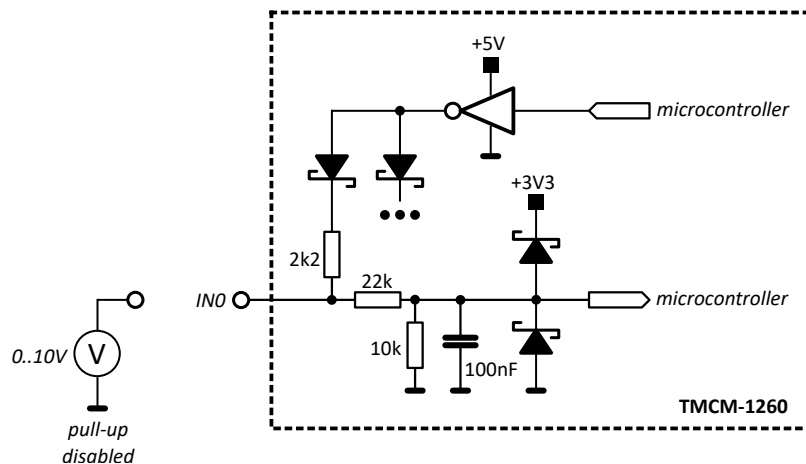 +5V
microcontroller
+3V3
2k2
22k
IN0
microcontroller
0..10V
V
10k
100nF
TMCM-1260
pull-up
disabled